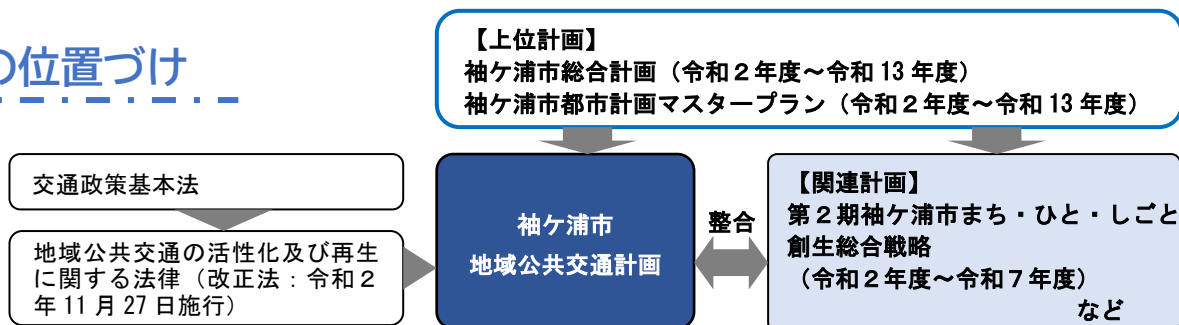 の位置づけ
【上位計画】
袖ケ浦市総合計画（令和２年度～令和 13 年度）
袖ケ浦市都市計画マスタープラン（令和２年度～令和 13 年度）
交通政策基本法
地域公共交通の活性化及び再生
に関する法律（改正法：令和２
年 11 月 27 日施行）
袖ケ浦市
地域公共交通計画
整合
【関連計画】
第２期袖ケ浦市まち・ひと・しごと
創生総合戦略
（令和２年度～令和７年度）
など